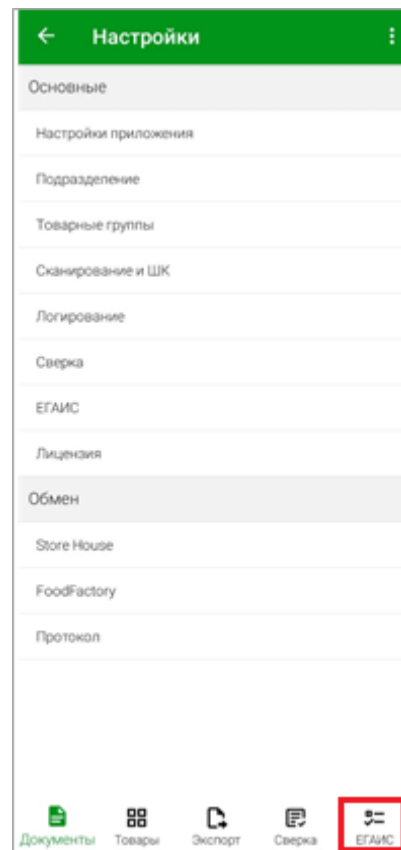 Настройки
Основные
Настройки приложения
Подразделение
Товарные группы
Сканирование и ШК
Логирование
Сверка
ЕГАИС
Лицензия
Обмен
Store House
FoodFactory
Протокол
Документы Товары Экспорт Сверка ЕГАИС